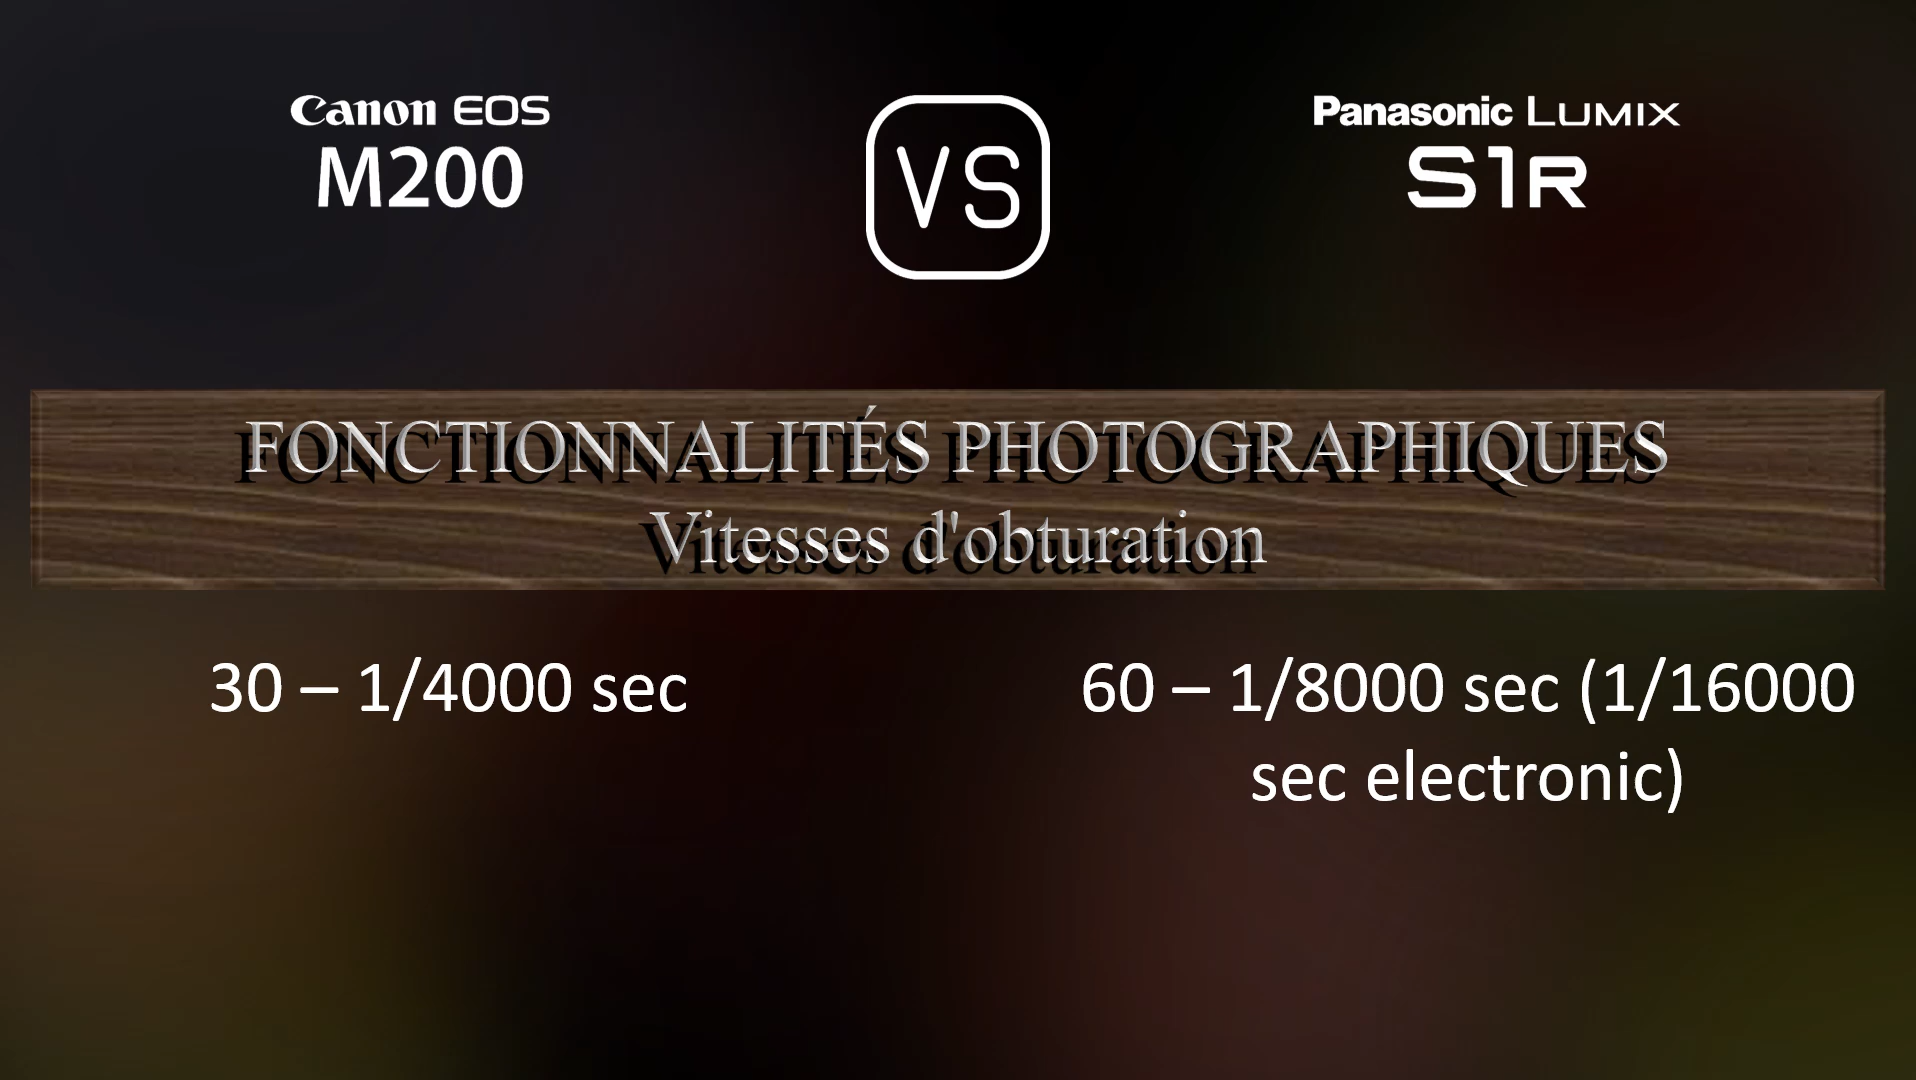 Canon EOS
M200
VS
Panasonic LUMIX
S1R
FONCTIONNALITÉS PHOTOGRAPHIQUES
Vitesses d'obturation
30 – 1/4000 sec
60 – 1/8000 sec (1/16000
sec electronic)